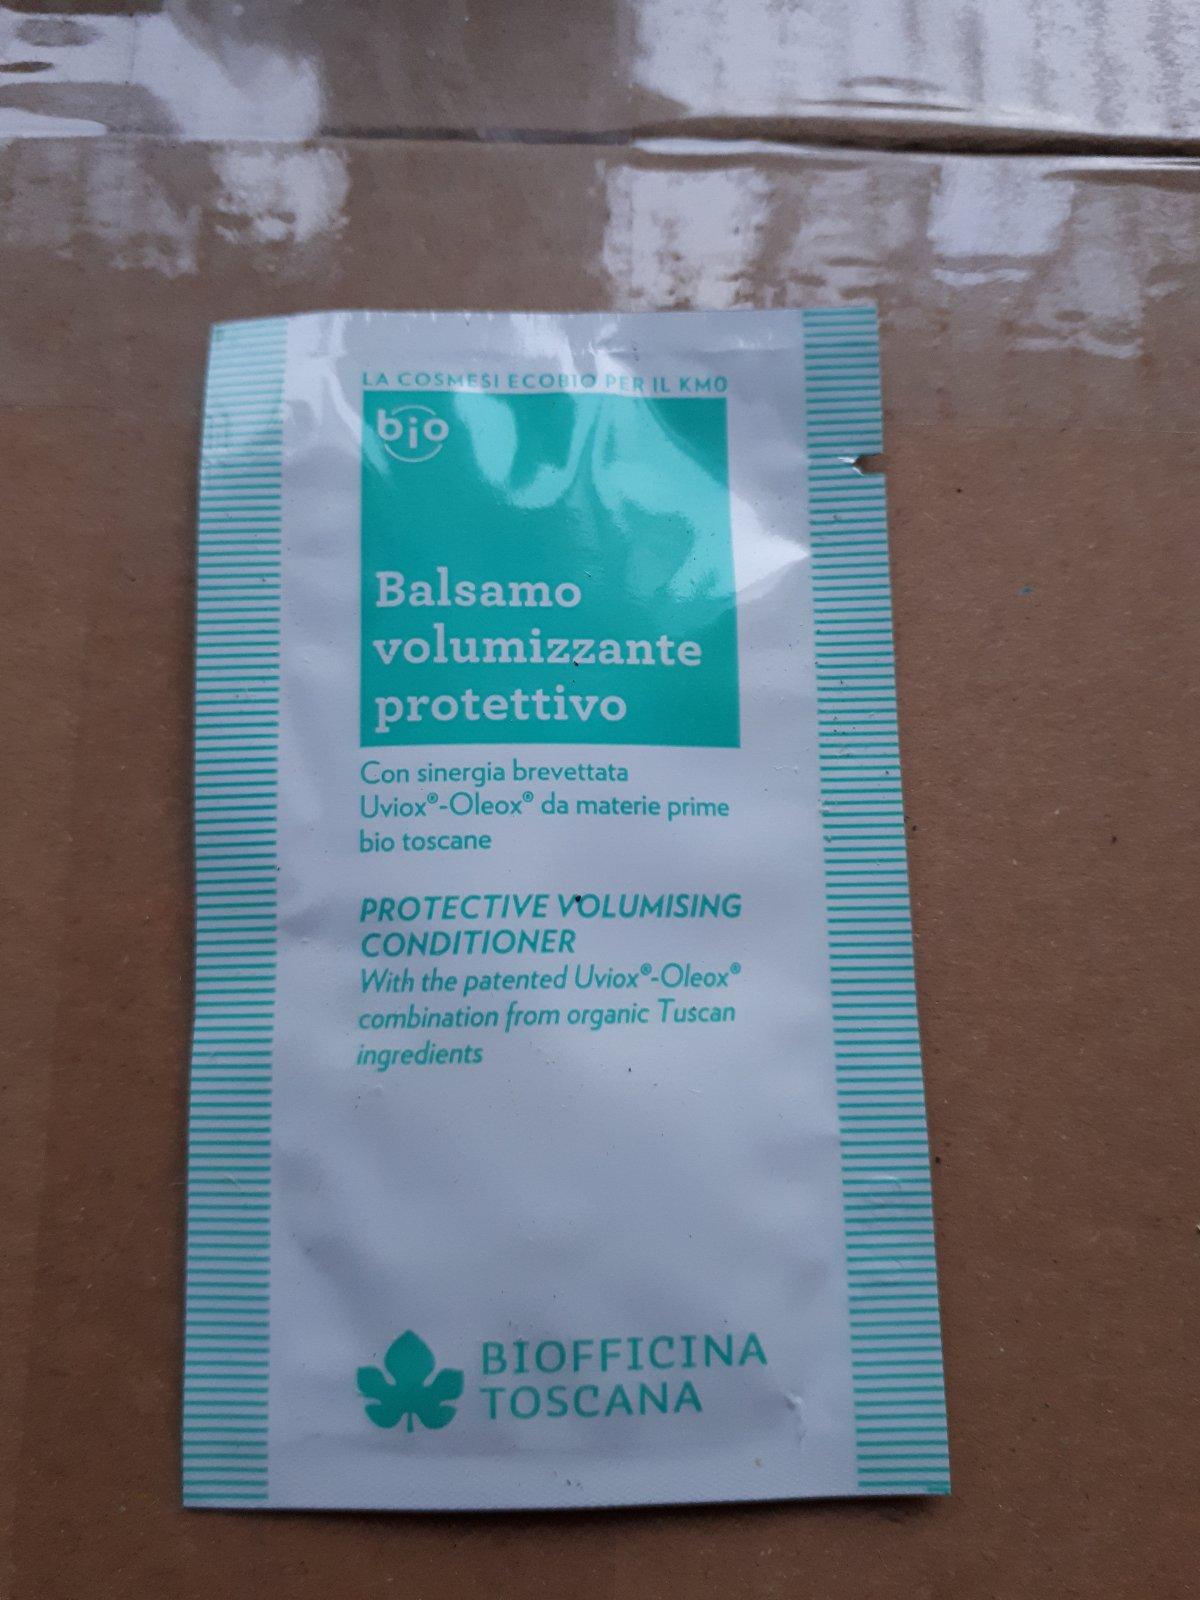 LA COSMESI ECOBIO PER IL KM0
bio
Balsamo
volumizzante
protettivo
Con sinergia brevettata
Uviox®-Oleox® da materie prime
bio toscane
PROTECTIVE VOLUMISING
CONDITIONER
With the patented Uviox®-Oleox®
combination from organic Tuscan
ingredients
BIOFFICINA
TOSCANA